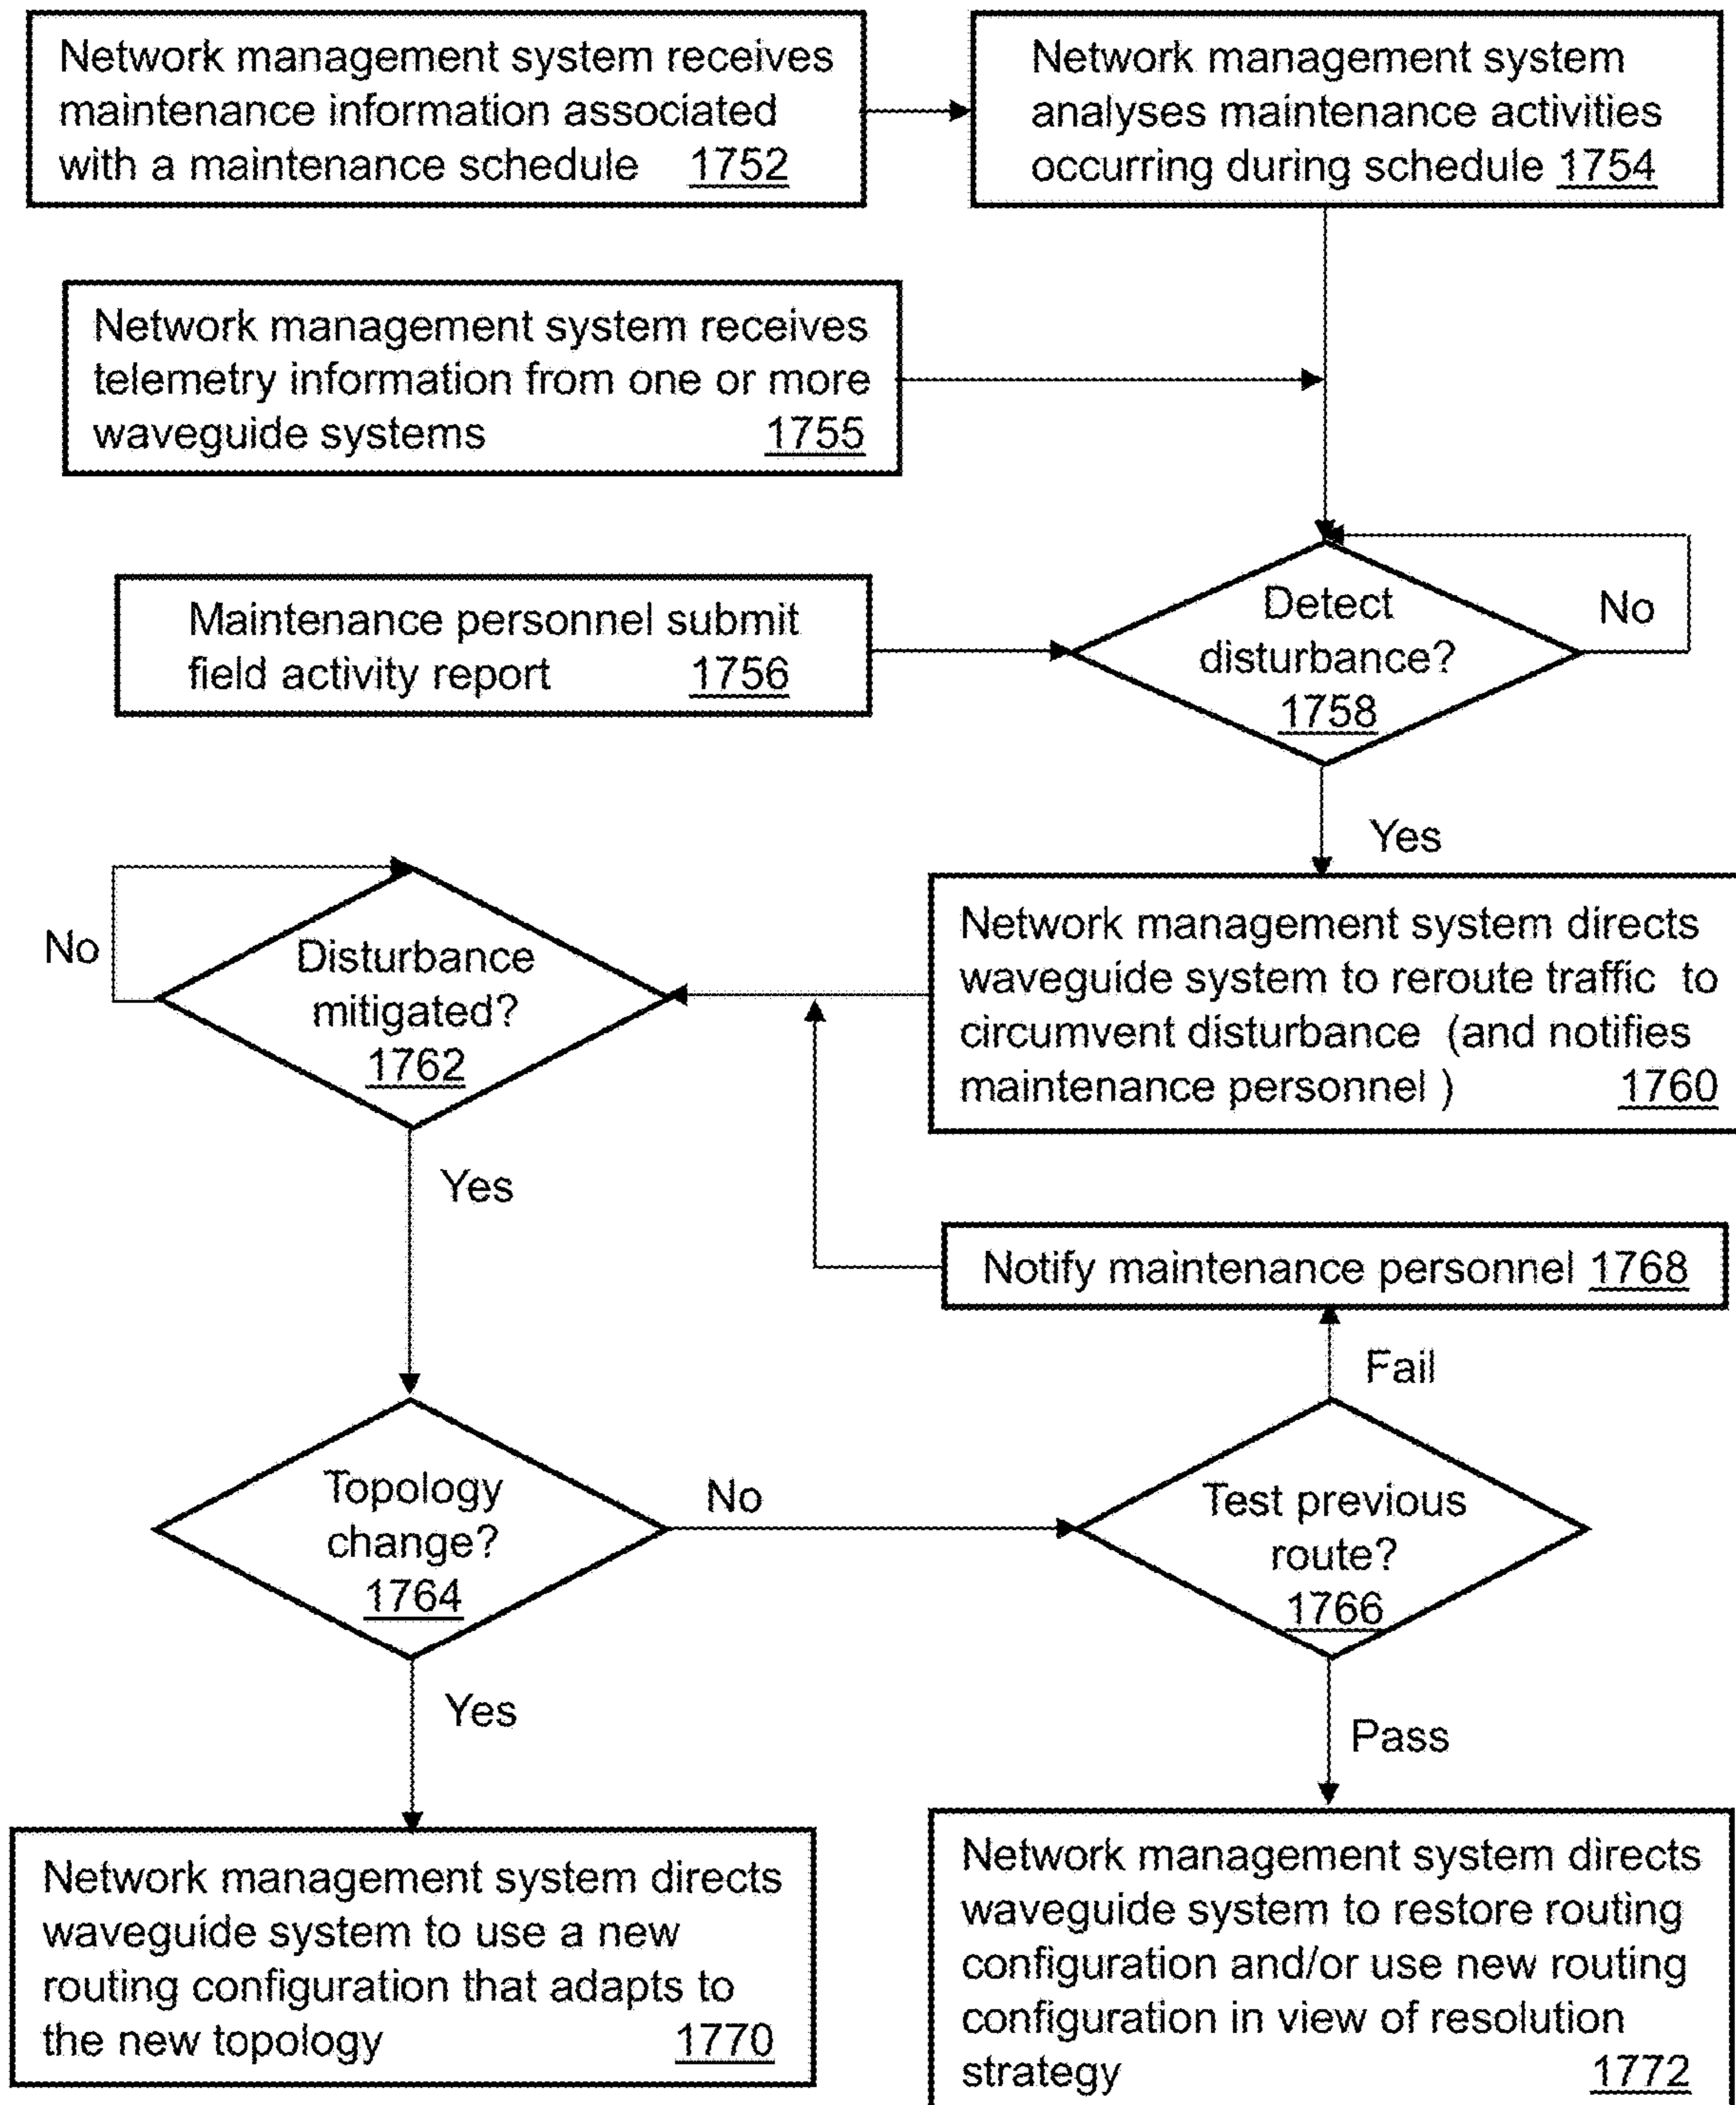 Network management system receives
maintenance information associated
with a maintenance schedule 1752
Network management system
analyses maintenance activities
occurring during schedule 1754
Network management system receives
telemetry information from one or more
waveguide systems 1755
Maintenance personnel submit
field activity report 1756
Detect
disturbance?
1758
No
Yes
Network management system directs
waveguide system to reroute traffic to
circumvent disturbance (and notifies
maintenance personnel ) 1760
No
Disturbance
mitigated?
1762
Yes
Notify maintenance personnel 1768
Fail
Topology
change?
1764
No
Test previous
route?
1766
Yes
Pass
Network management system directs
waveguide system to use a new
routing configuration that adapts to
the new topology 1770
Network management system directs
waveguide system to restore routing
configuration and/or use new routing
configuration in view of resolution
strategy 1772